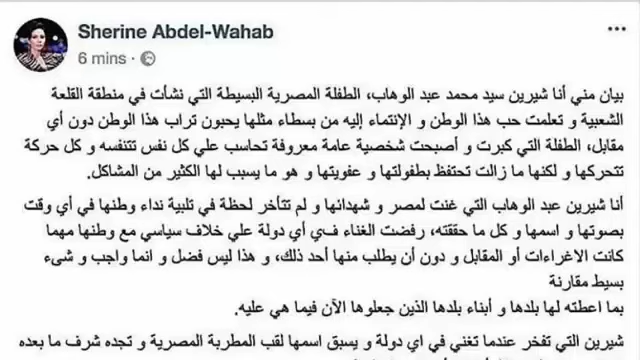 Sherine Abdel-Wahab
6 mins ·
بيان مني أنا شيرين سيد محمد عبد الوهاب، الطفلة المصرية البسيطة التي نشأت في منطقة القلعة
الشعبية و تعلمت حب هذا الوطن و الإنتماء إليه من بسطاء مثلها يحبون تراب هذا الوطن دون أي
مقابل، الطفلة التي كبرت و أصبحت شخصية عامة معروفة تحاسب علي كل نفس تتنفسه و كل حركة
تتحركها و لكنها ما زالت تحتفظ بطفولتها و عفويتها و هو ما يسبب لها الكثير من المشاكل.
أنا شيرين عبد الوهاب التي غنت لمصر و شهدائها و لم تتأخر لحظة في تلبية نداء وطنها في أي وقت
بصوتها و اسمها و كل ما حققته، رفضت الغناء في أي دولة علي خلاف سياسي مع وطنها مهما
كانت الاغراءات أو المقابل و دون أن يطلب منها أحد ذلك، و هذا ليس فضل و انما واجب و شىء
بسيط مقارنة
بما اعطته لها بلدها و أبناء بلدها الذين جعلوها الآن فيما هي عليه.
شيرين التي تفخر عندما تغني في اي دولة و يسبق اسمها لقب المطربة المصرية و تجده شرف ما بعده